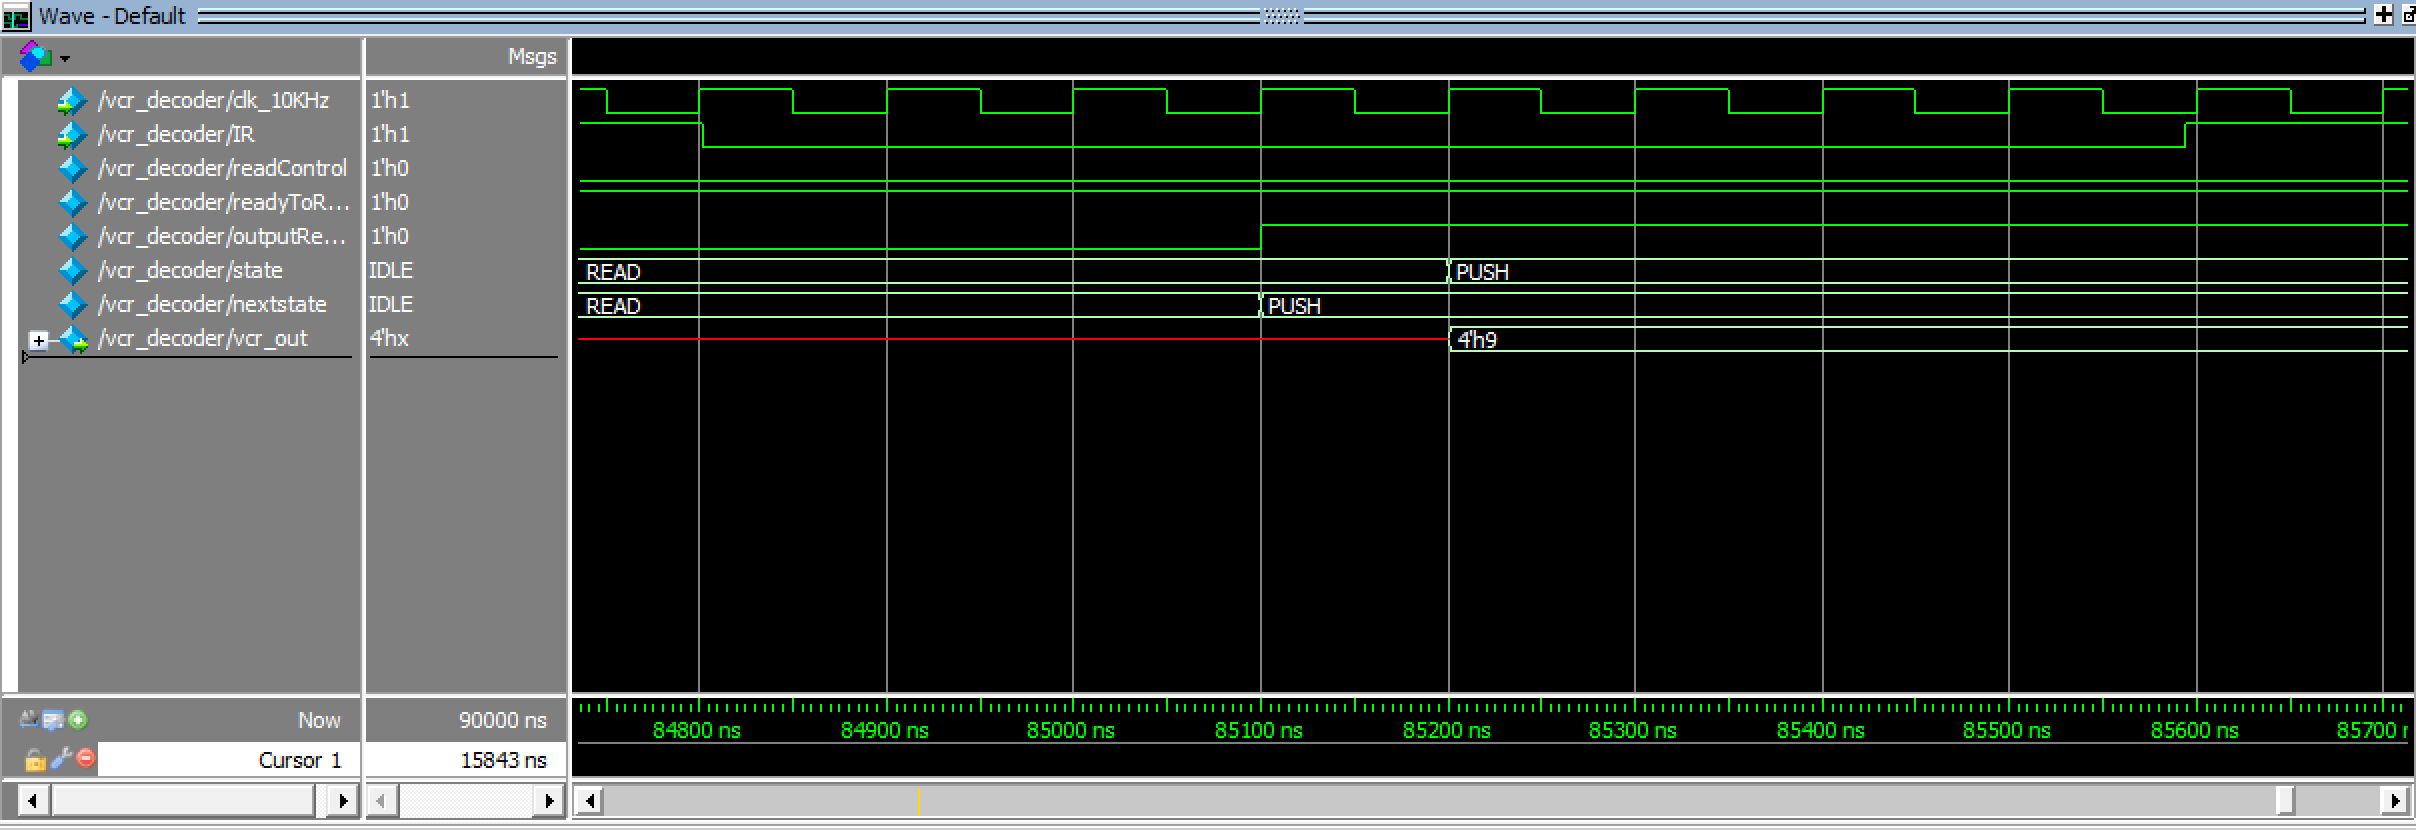 Wave - Default
Msgs
/vcr_decoder/clk_10KHz 1'h1
/vcr_decoder/IR 1'h1
/vcr_decoder/readControl 1'h0
/vcr_decoder/readyToR... 1'h0
/vcr_decoder/outputRe... 1'h0
/vcr_decoder/state IDLE READ PUSH
/vcr_decoder/nextstate IDLE READ PUSH
/vcr_decoder/vcr_out 4'hx 4'h9
Now 90000 ns 84800 ns 84900 ns 85000 ns 85100 ns 85200 ns 85300 ns 85400 ns 85500 ns 85600 ns 85700 n
Cursor 1 15843 ns